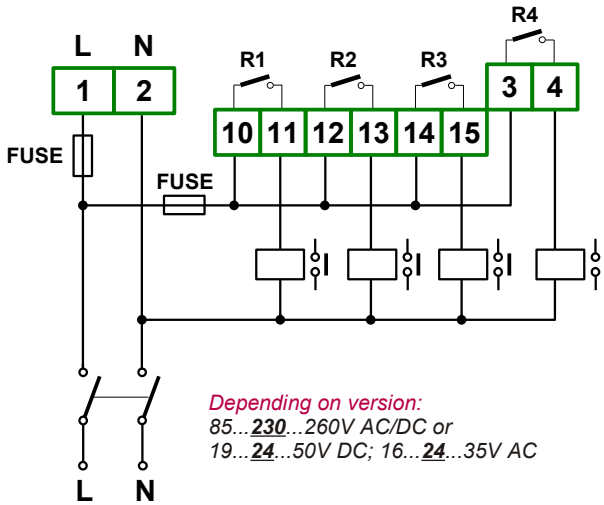 R4
L N
R1 R2 R3
1 2
3 4
10 11 12 13 14 15
FUSE
FUSE
Depending on version:
85...230...260V AC/DC or
19...24...50V DC; 16...24...35V AC
L N